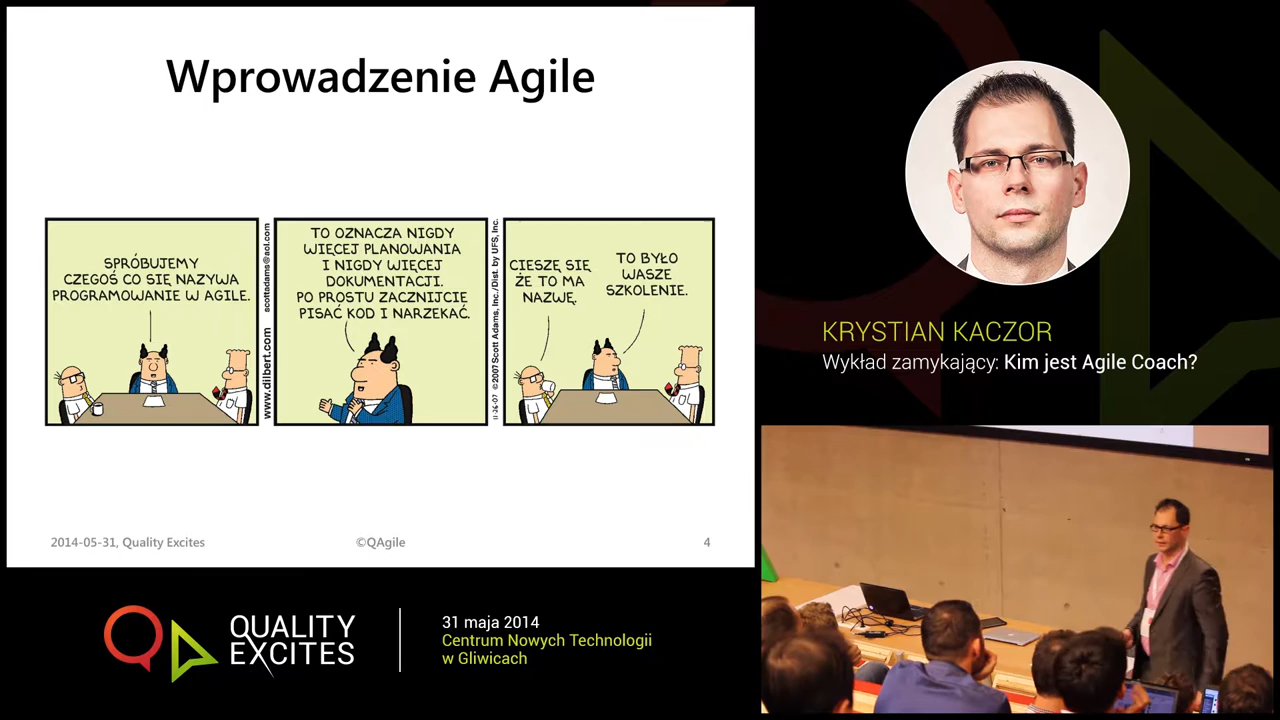 Wprowadzenie Agile
SPRÓBUJEMY
CZEGOŚ CO SIĘ NAZYWA
PROGRAMOWANIE W AGILE.
www.dilbert.com scottadams@aol.com
TO OZNACZA NIGDY
WIĘCEJ PLANOWANIA
I NIGDY WIĘCEJ
DOKUMENTACJI.
PO PROSTU ZACZNIJCIE
PISAĆ KOD I NARZEKAĆ.
11-26-07 ©2007 Scott Adams, Inc./Dist. by UFS, Inc.
CIESZĘ SIĘ
ŻE TO MA
NAZWĘ.
TO BYŁO
WASZE
SZKOLENIE.
2014-05-31, Quality Excites
©QAgile
4
KRYSTIAN KACZOR
Wykład zamykający: Kim jest Agile Coach?
QUALITY
EXCITES
31 maja 2014
Centrum Nowych Technologii
w Gliwicach